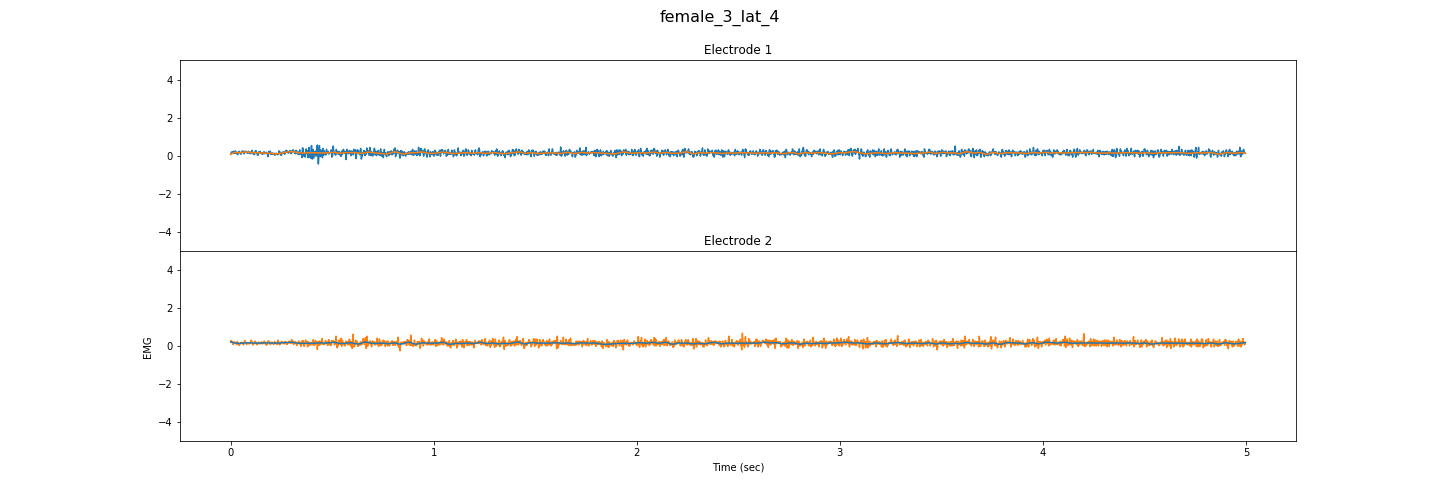 female_3_lat_4
Electrode 1
4
2
0
−2
−4
Electrode 2
4
2
0
−2
−4
EMG
0 1 2 3 4 5
Time (sec)